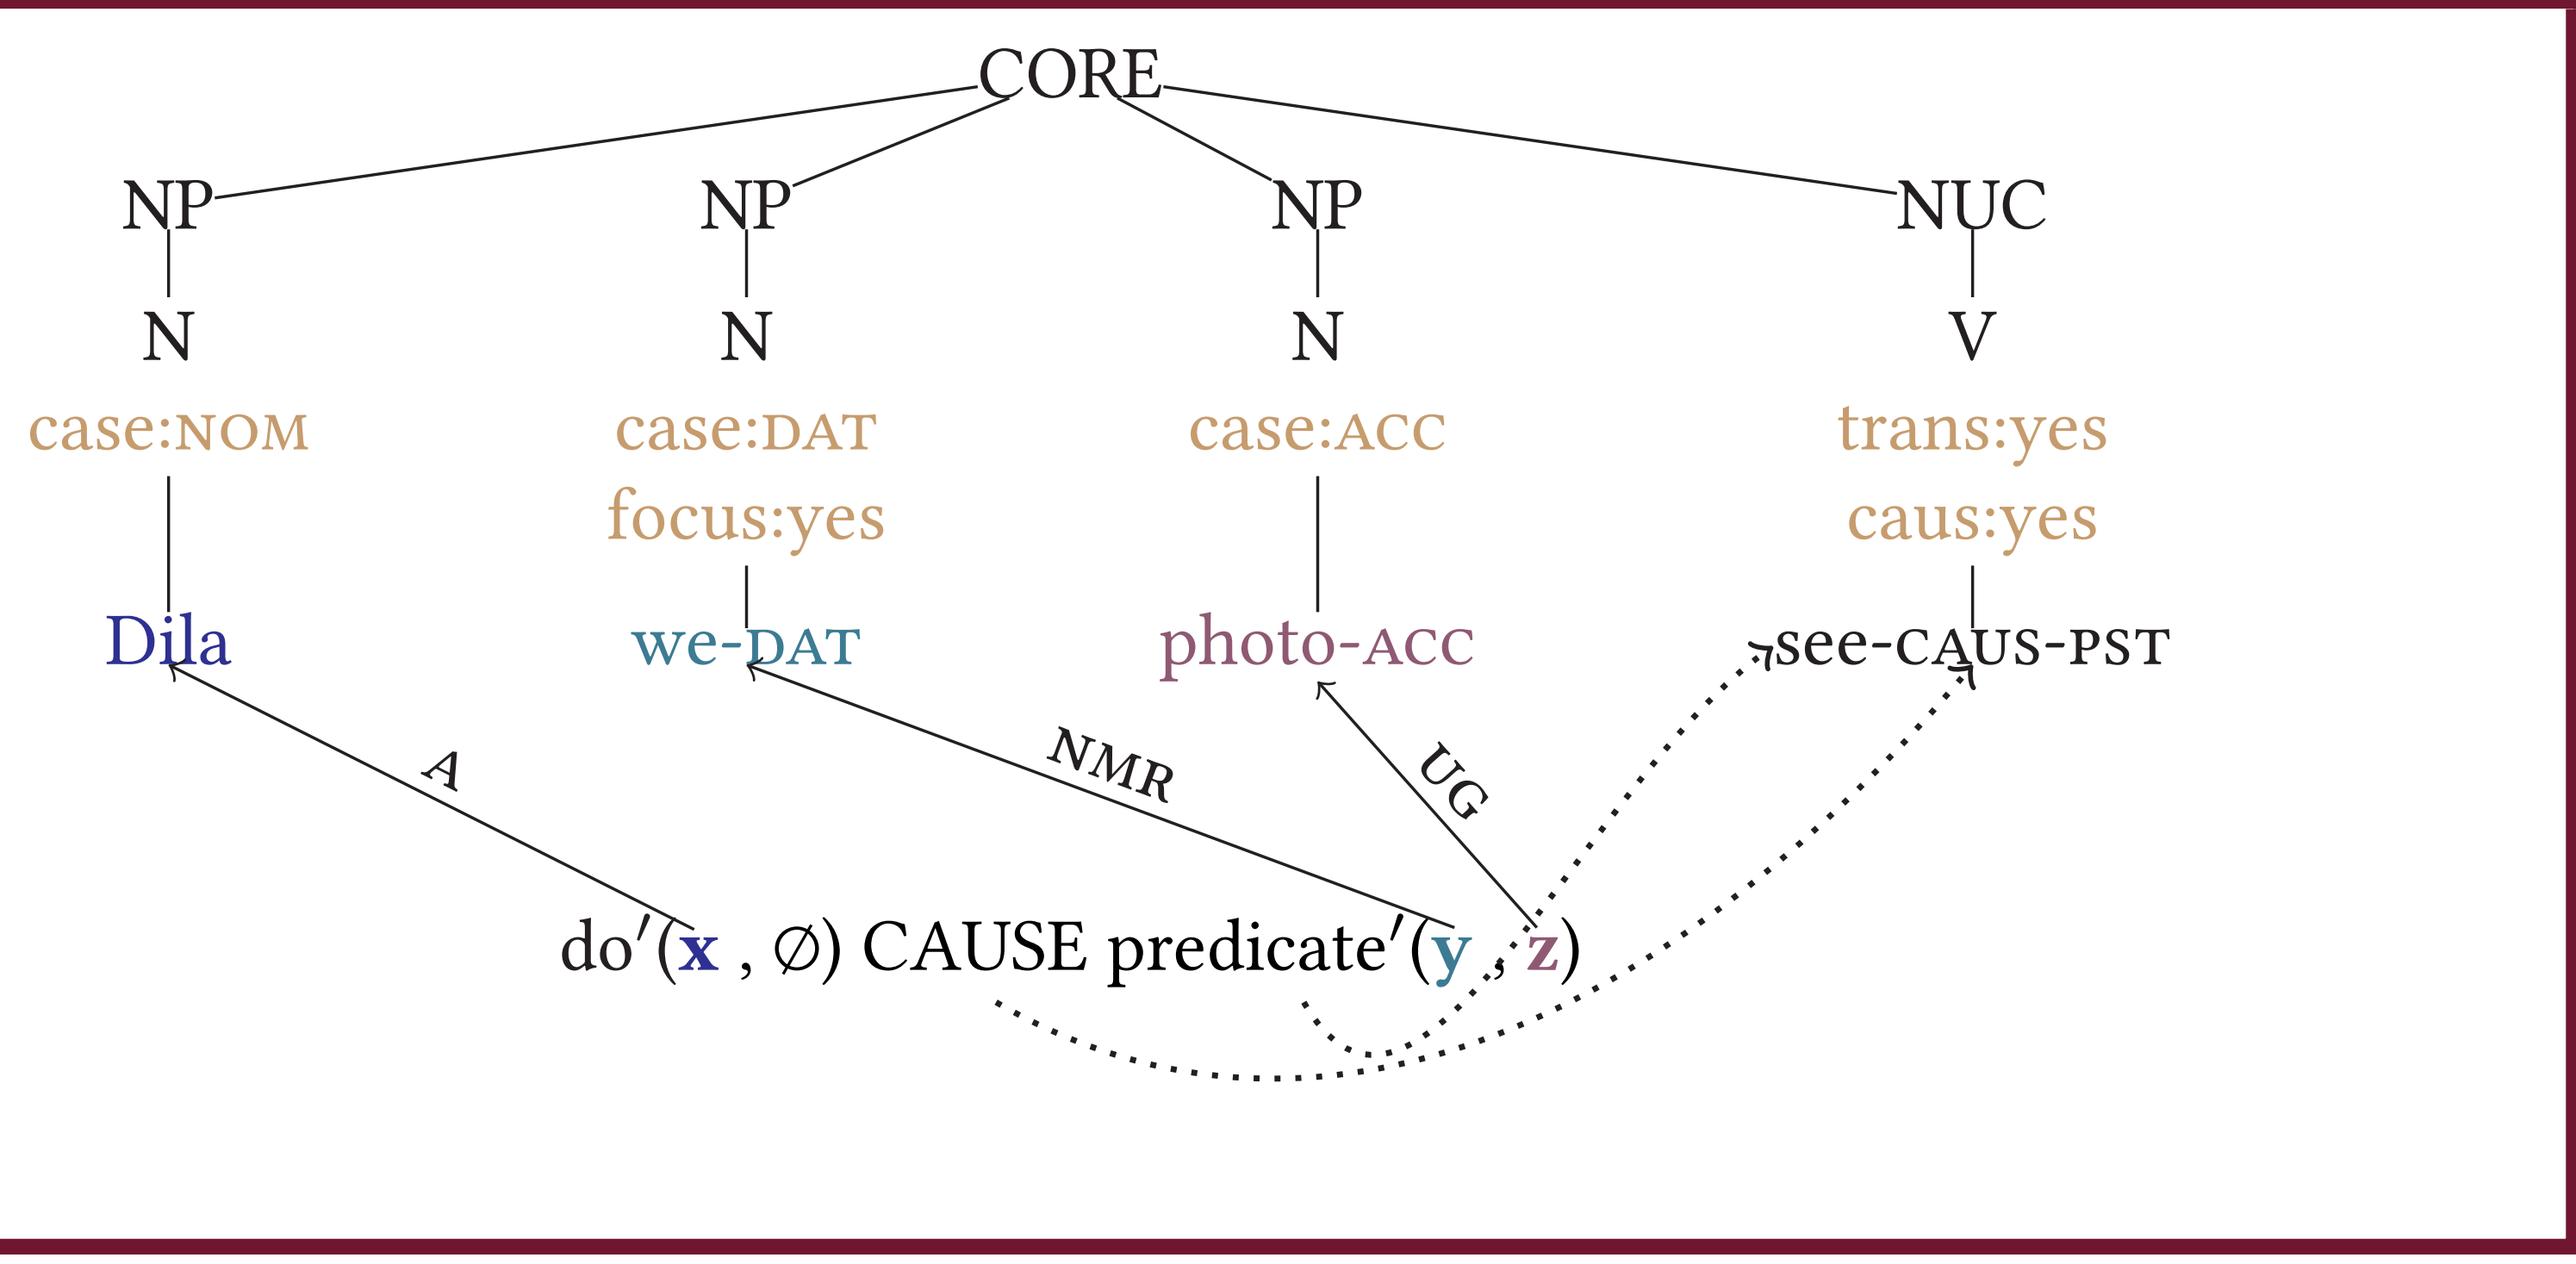 CORE
NP NP NP NUC
N N N V
case:NOM case:DAT case:ACC trans:yes
focus:yes caus:yes
Dila we-DAT photo-ACC see-CAUS-PST
A NMR UG
do′(x , ∅) CAUSE predicate′(y , z)